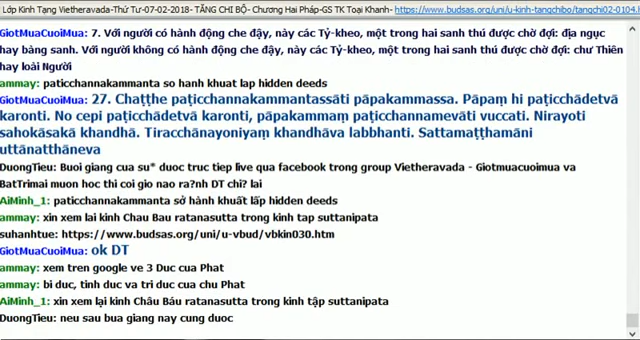 Lớp Kinh Tạng Vietheravada-Thứ Tư-07-02-2018- TĂNG CHI BỘ- Chương Hai Pháp-GS TK Toại Khanh- https://www.budsas.org/uni/u-kinh-tangchibo/tangchi02-0104.h
GiotMuaCuoiMua: 7. Với người có hành động che đậy, này các Tỷ-kheo, một trong hai sanh thú được chờ đợi: địa ngục
hay bàng sanh. Với người không có hành động che đậy, này các Tỷ-kheo, một trong hai sanh thú được chờ đợi: chư Thiên
hay loài Người
ammay: paticchannakammanta so hanh khuat lap hidden deeds
GiotMuaCuoiMua: 27. Chaṭṭhe paṭicchannakammantassāti pāpakammassa. Pāpaṃ hi paṭicchādetvā
karonti. No cepi paṭicchādetvā karonti, pāpakammaṃ paṭicchannamevāti vuccati. Nirayoti
sahokāsakā khandhā. Tiracchānayoniyaṃ khandhāva labbhanti. Sattamaṭṭhamāni
uttānatthāneva
DuongTieu: Buoi giang cua su* duoc truc tiep live qua facebook trong group Vietheravada - Giotmuacuoimua va
BatTrimai muon hoc thi coi gio nao ra?nh DT chi? lai
AiMinh_1: paticchannakammanta sở hành khuất lấp hidden deeds
ammay: xin xem lai kinh Chau Bau ratanasutta trong kinh tap suttanipata
suhanhtue: https://www.budsas.org/uni/u-vbud/vbkin030.htm
GiotMuaCuoiMua: ok DT
ammay: xem tren google ve 3 Duc cua Phat
ammay: bi duc, tinh duc va tri duc cua chu Phat
AiMinh_1: xin xem lại kinh Châu Báu ratanasutta trong kinh tập suttanipata
DuongTieu: neu sau bua giang nay cung duoc